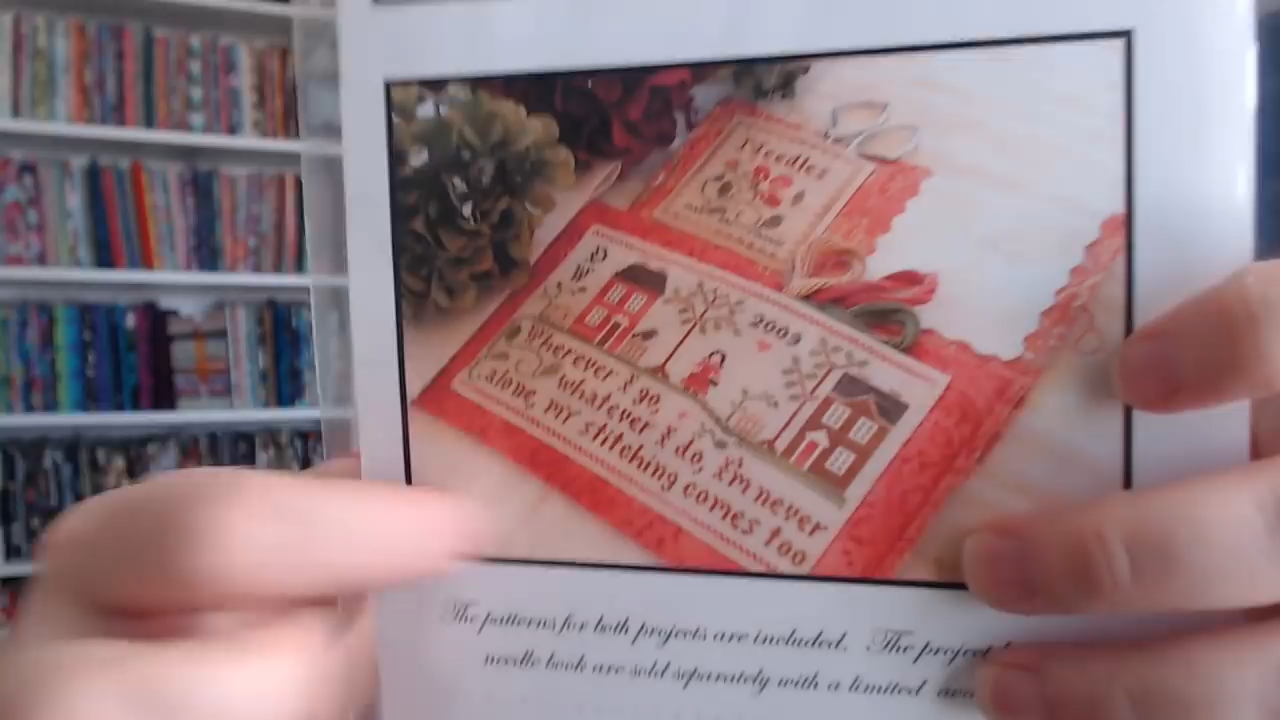 Needles
2009
Wherever I go,
whatever I do, I'm never
alone, my stitching comes too
The patterns for both projects are included. The project
needle book are sold separately with a limited